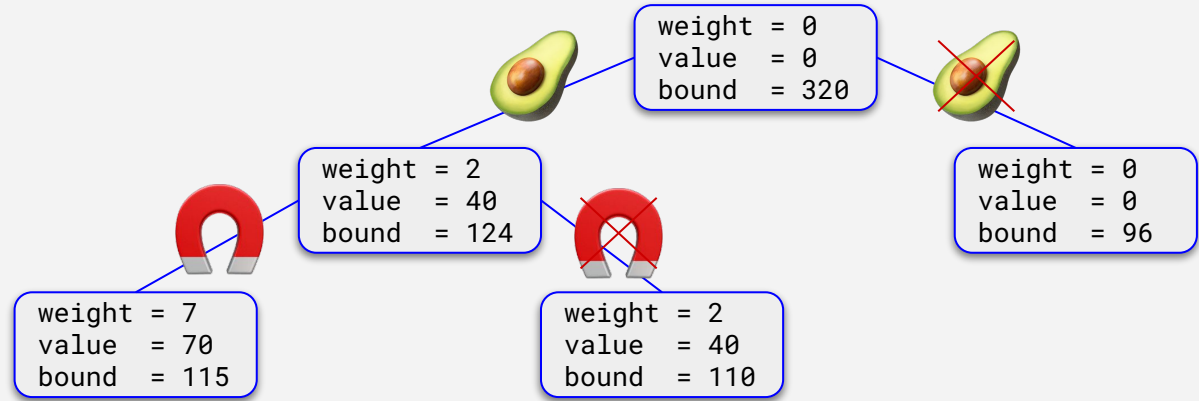 weight = 0
value  = 0
bound  = 320
weight = 2
value  = 40
bound  = 124
weight = 0
value  = 0
bound  = 96
weight = 7
value  = 70
bound  = 115
weight = 2
value  = 40
bound  = 110